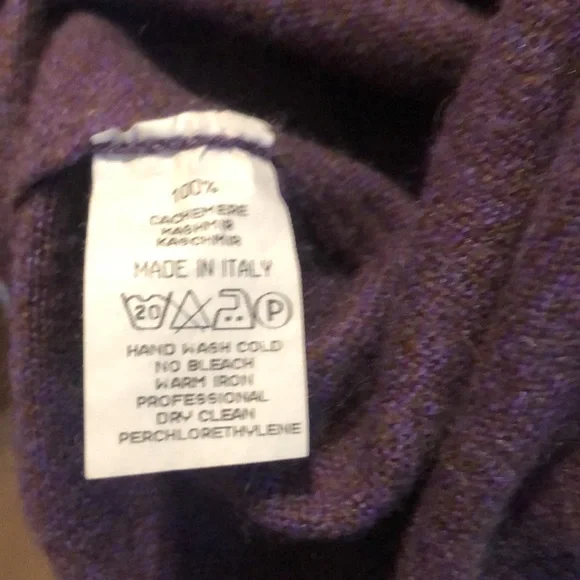 100%
CACHEMERE
KASHMIR
KASCHMIR
MADE IN ITALY
20 P
HAND WASH COLD
NO BLEACH
WARM IRON
PROFESSIONAL
DRY CLEAN
PERCHLORETHYLENE